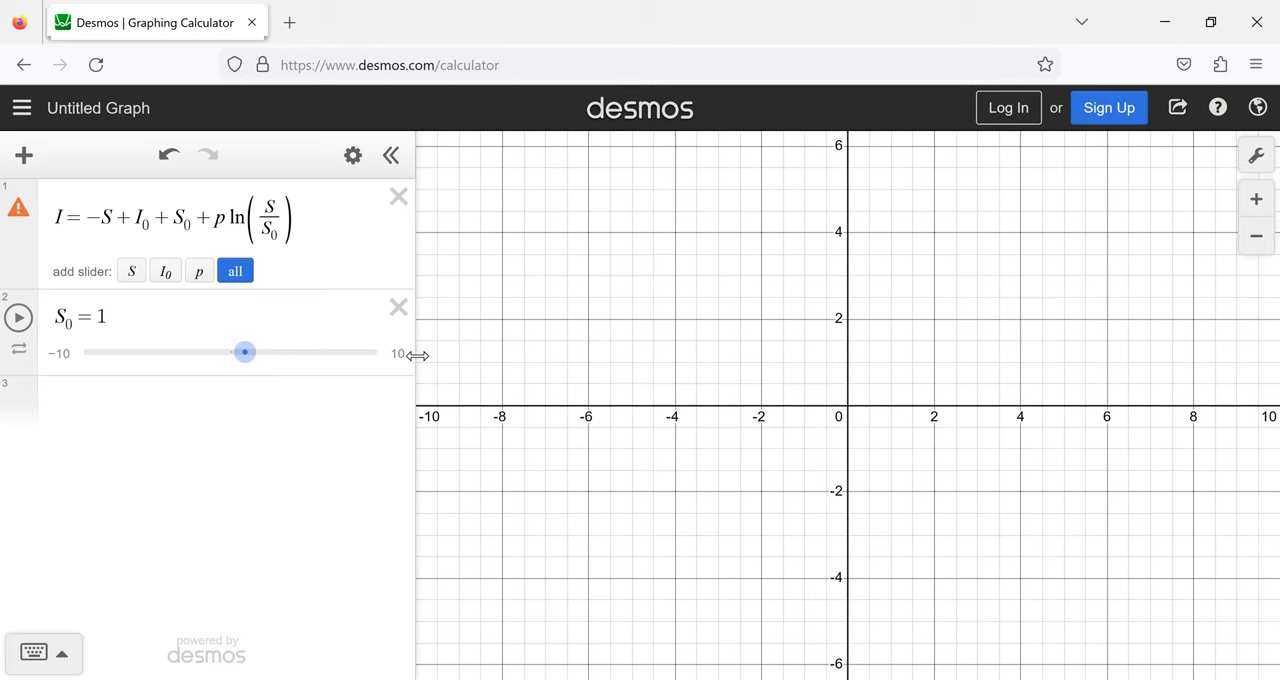 Desmos | Graphing Calculator
https://www.desmos.com/calculator
Untitled Graph
desmos
Log In or Sign Up
1
I = −S + I₀ + S₀ + p ln(S/S₀)
add slider: S I₀ p all
2
S₀ = 1
−10 10
3
powered by
desmos
6
4
2
-10 -8 -6 -4 -2 0 2 4 6 8 10
-2
-4
-6